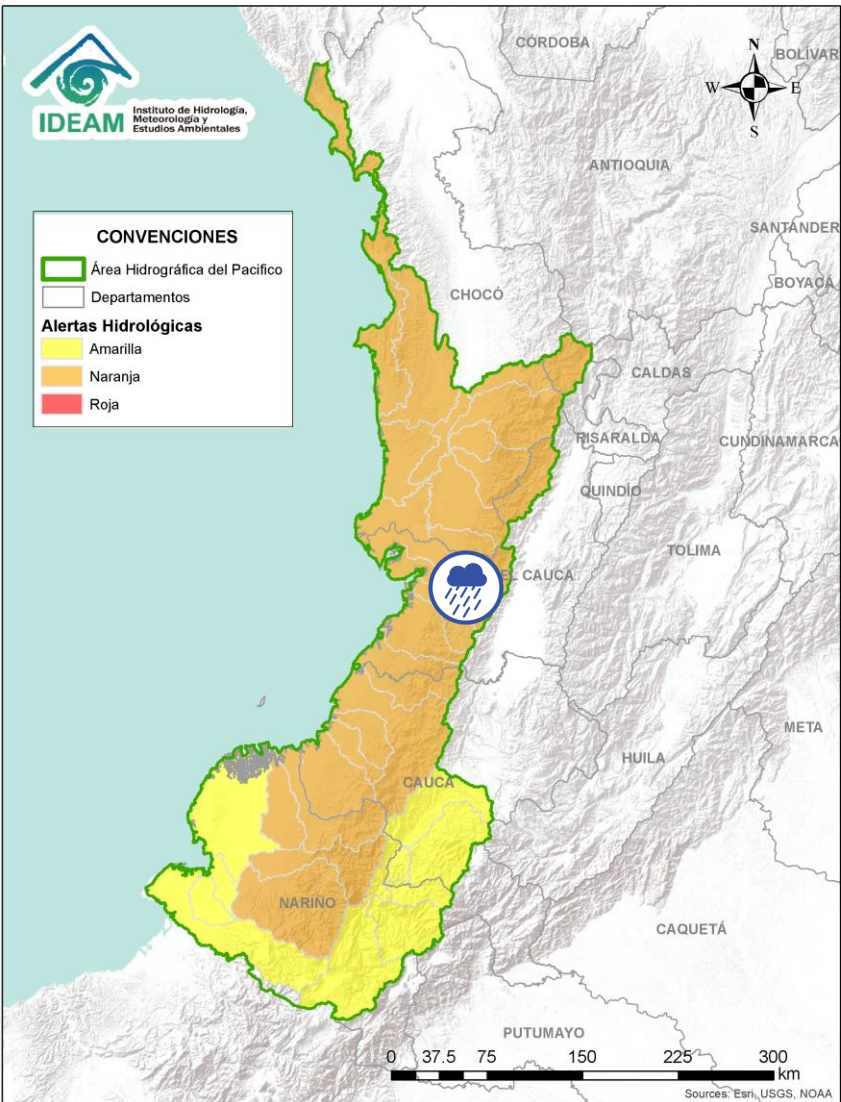 IDEAM
Instituto de Hidrología,
Meteorología y
Estudios Ambientales
N
W
E
S
CONVENCIONES
Área Hidrográfica del Pacifico
Departamentos
Alertas Hidrológicas
Amarilla
Naranja
Roja
CÓRDOBA
BOLIVAR
ANTIOQUIA
SANTANDER
BOYACÁ
CHOCÓ
CALDAS
RISARALDA
CUNDINAMARCA
QUINDÍO
TOLIMA
EL CAUCA
META
HUILA
CAUCA
NARIÑO
CAQUETÁ
PUTUMAYO
0 37.5 75 150 225 300
km
Sources: Esri, USGS, NOAA